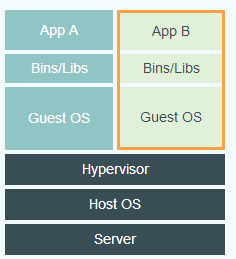 App A
App B
Bins/Libs
Bins/Libs
Guest OS
Guest OS
Hypervisor
Host OS
Server